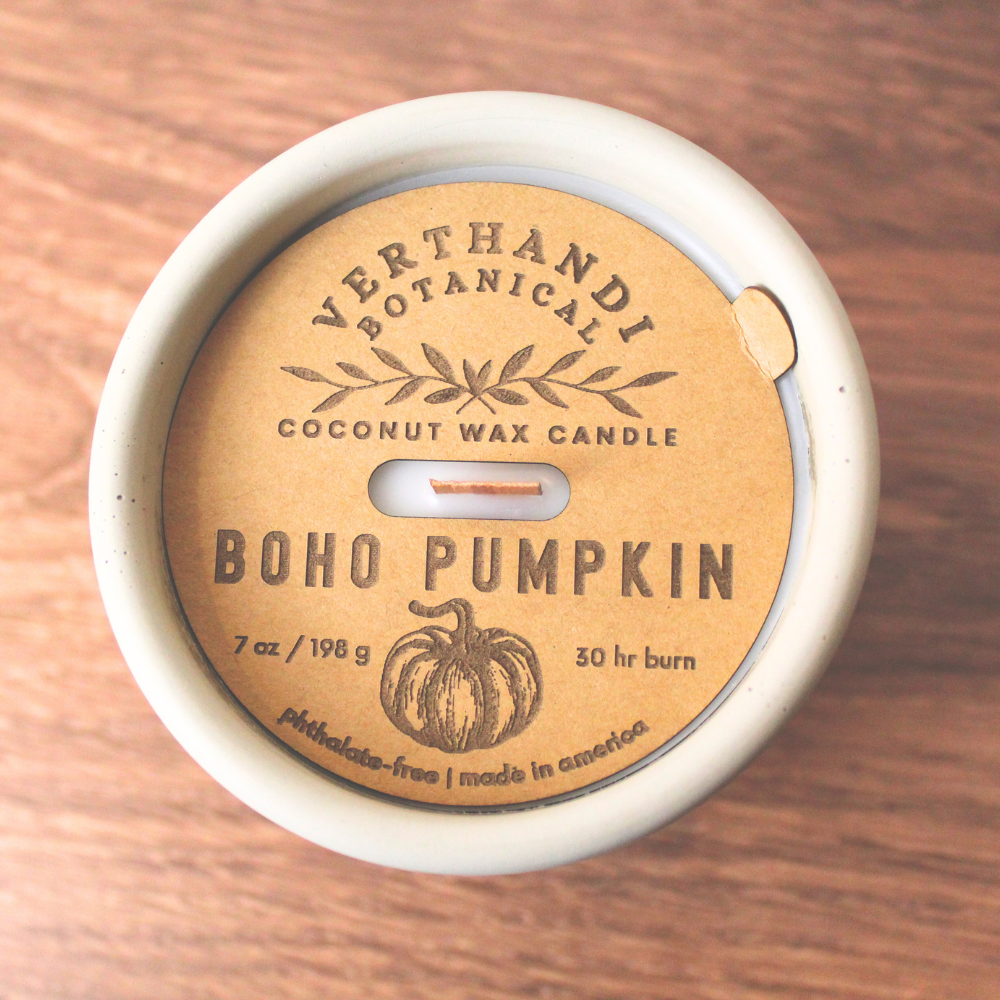 VERTHANDI
BOTANICAL
COCONUT WAX CANDLE
BOHO PUMPKIN
7 oz / 198 g
30 hr burn
phthalate-free | made in america